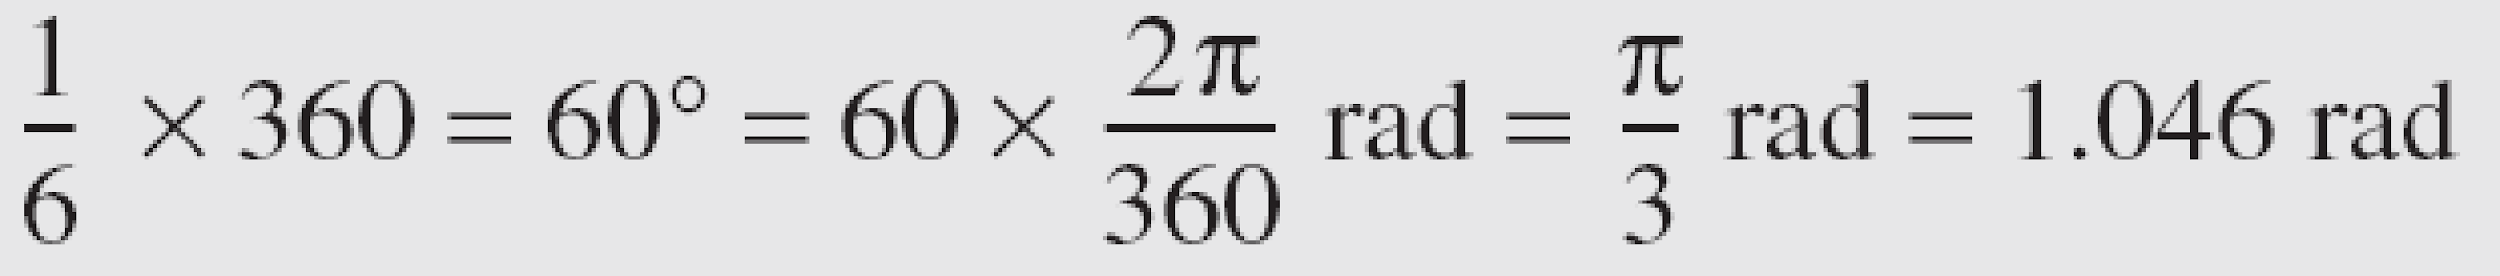 1/6 × 360 = 60° = 60 × 2π/360 rad = π/3 rad = 1.046 rad